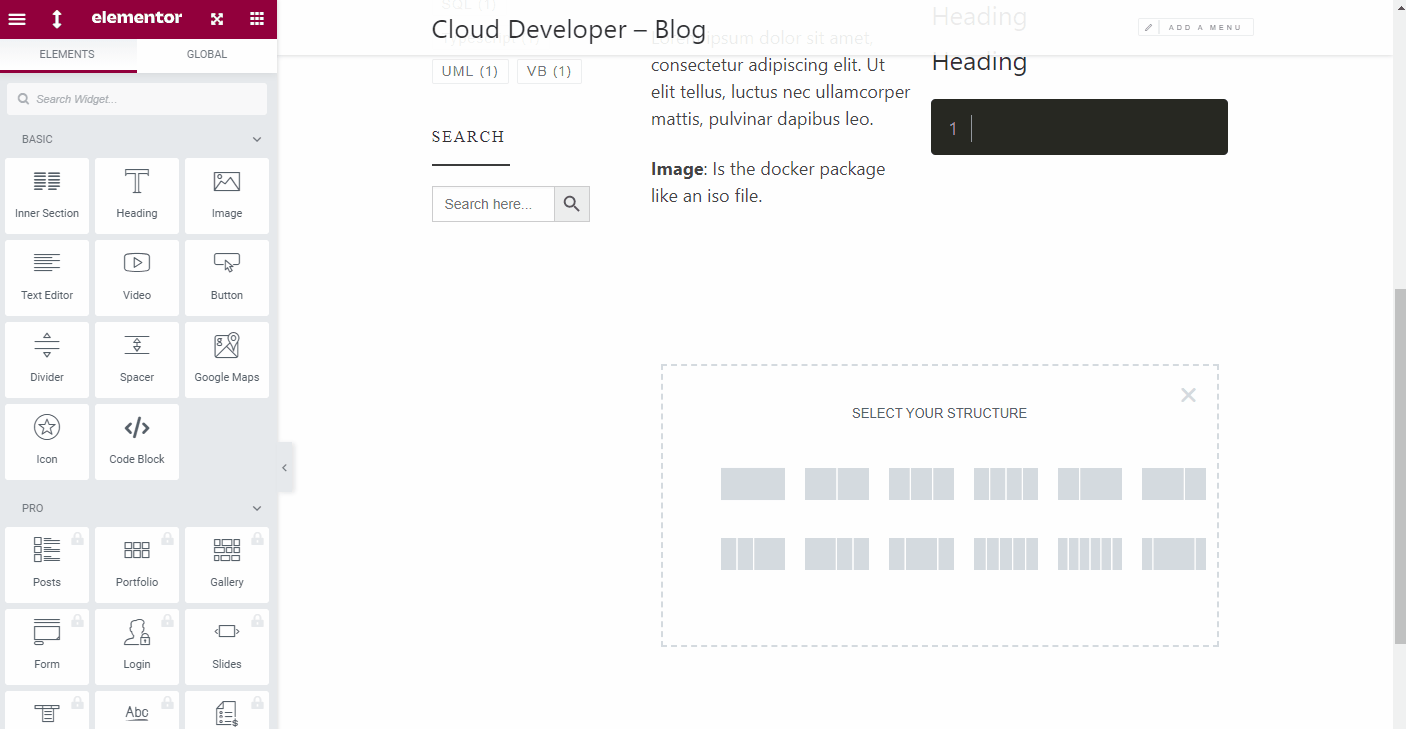 elementor
ELEMENTS
GLOBAL
Search Widget...
BASIC
Inner Section
Heading
Image
Text Editor
Video
Button
Divider
Spacer
Google Maps
Icon
Code Block
PRO
Posts
Portfolio
Gallery
Form
Login
Slides
Abc
SQL (1)
Cloud Developer – Blog
ADD A MENU
UML (1)
VB (1)
SEARCH
Search here...
Lorem ipsum dolor sit amet,
consectetur adipiscing elit. Ut
elit tellus, luctus nec ullamcorper
mattis, pulvinar dapibus leo.
Image: Is the docker package
like an iso file.
Heading
Heading
1
SELECT YOUR STRUCTURE